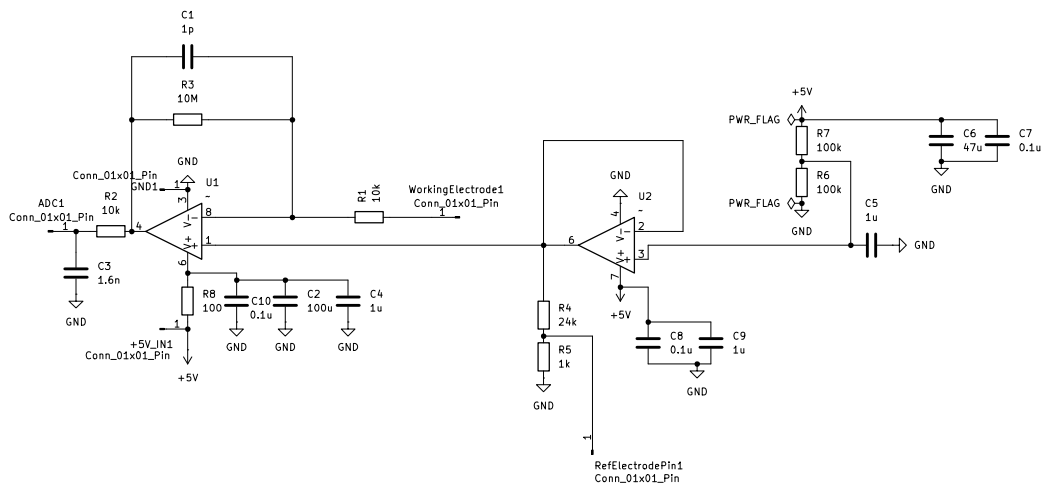 C1
1p
R3
10M
GND
Conn_01x01_Pin
1
GND1
3
U1
~
R2
10k
ADC1
Conn_01x01_Pin
1
4
V-
-
8
V+
+
1
6
R1
10k
WorkingElectrode1
Conn_01x01_Pin
1
C3
1.6n
GND
R8
100
C10
0.1u
C2
100u
C4
1u
GND
GND
GND
1
+5V_IN1
Conn_01x01_Pin
+5V
GND
4
U2
~
6
V-
-
2
V+
+
3
7
+5V
R4
24k
R5
1k
GND
C8
0.1u
C9
1u
GND
1
RefElectrodePin1
Conn_01x01_Pin
+5V
PWR_FLAG
R7
100k
R6
100k
PWR_FLAG
GND
C6
47u
C7
0.1u
GND
C5
1u
GND